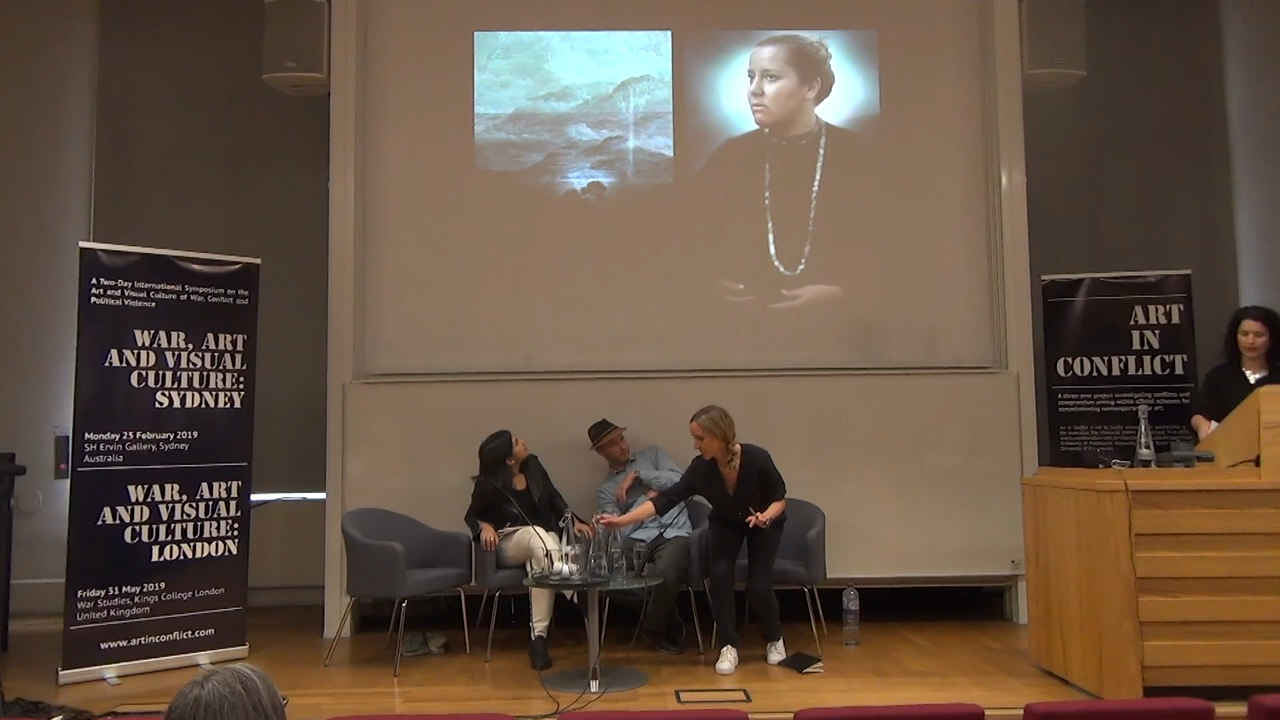 A Two-Day International Symposium on the
Art and Visual Culture of War, Conflict and
Political Violence
WAR, ART
AND VISUAL
CULTURE:
SYDNEY
Monday 25 February 2019
SH Ervin Gallery, Sydney
Australia
WAR, ART
AND VISUAL
CULTURE:
LONDON
Friday 31 May 2019
War Studies, Kings College London
United Kingdom
www.artinconflict.com
ART
IN
CONFLICT
A three-year project investigating conflicts and
compromise arising within official schemes for
commissioning contemporary art.